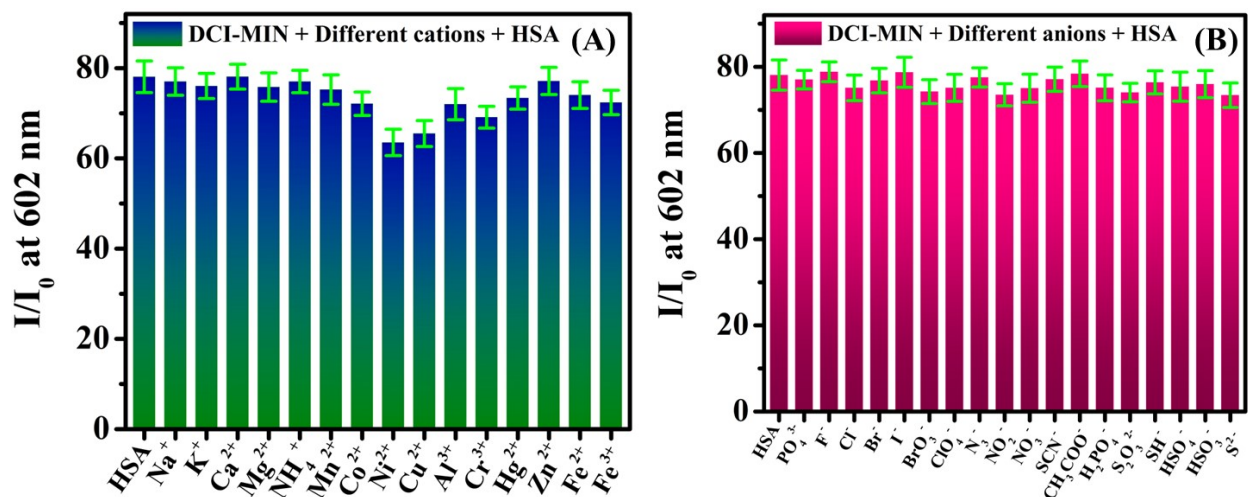 DCI-MIN + Different cations + HSA (A)
I/I₀ at 602 nm
80
60
40
20
0
HSA Na⁺ K⁺ Ca²⁺ Mg²⁺ NH₄⁺ Mn²⁺ Co²⁺ Ni²⁺ Cu²⁺ Al³⁺ Cr³⁺ Hg²⁺ Zn²⁺ Fe²⁺ Fe³⁺
DCI-MIN + Different anions + HSA (B)
I/I₀ at 602 nm
80
60
40
20
0
HSA PO₄³⁻ F⁻ Cl⁻ Br⁻ I⁻ BrO₃⁻ ClO₄⁻ N₃⁻ NO₂⁻ NO₃⁻ SCN⁻ CH₃COO⁻ H₂PO₄⁻ S₂O₃²⁻ SH⁻ HSO₄⁻ HSO₃⁻ S²⁻